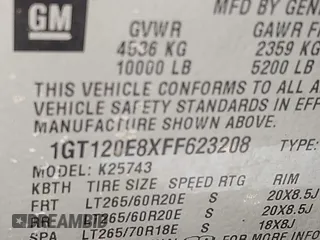 MFD BY GEN
GM
GVWR GAWR F
4536 KG 2359 KG
10000 LB 5200 LB
THIS VEHICLE CONFORMS TO ALL A
VEHICLE SAFETY STANDARDS IN EFFE
MANUFACTURE SHOWN ABOVE.
1GT120E8XFF623208 TYPE:
MODEL: K25743
KBTH TIRE SIZE SPEED RTG RIM
FRT LT265/60R20E S 20X8.5J
RR LT265/60R20E S 20X8.5J
SPA LT265/70R18E S 18X8J
DREAMBID